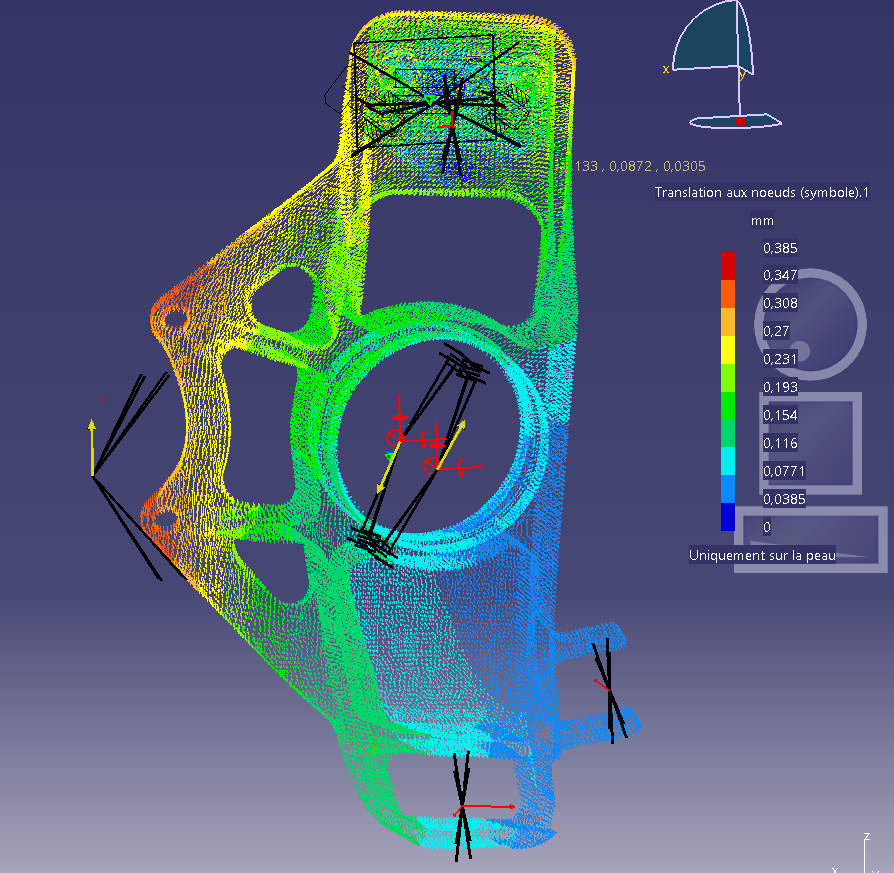 x
y
133 , 0,0872 , 0,0305
Translation aux noeuds (symbole).1
mm
0,385
0,347
0,308
0,27
0,231
0,193
0,154
0,116
0,0771
0,0385
0
Uniquement sur la peau
z
x